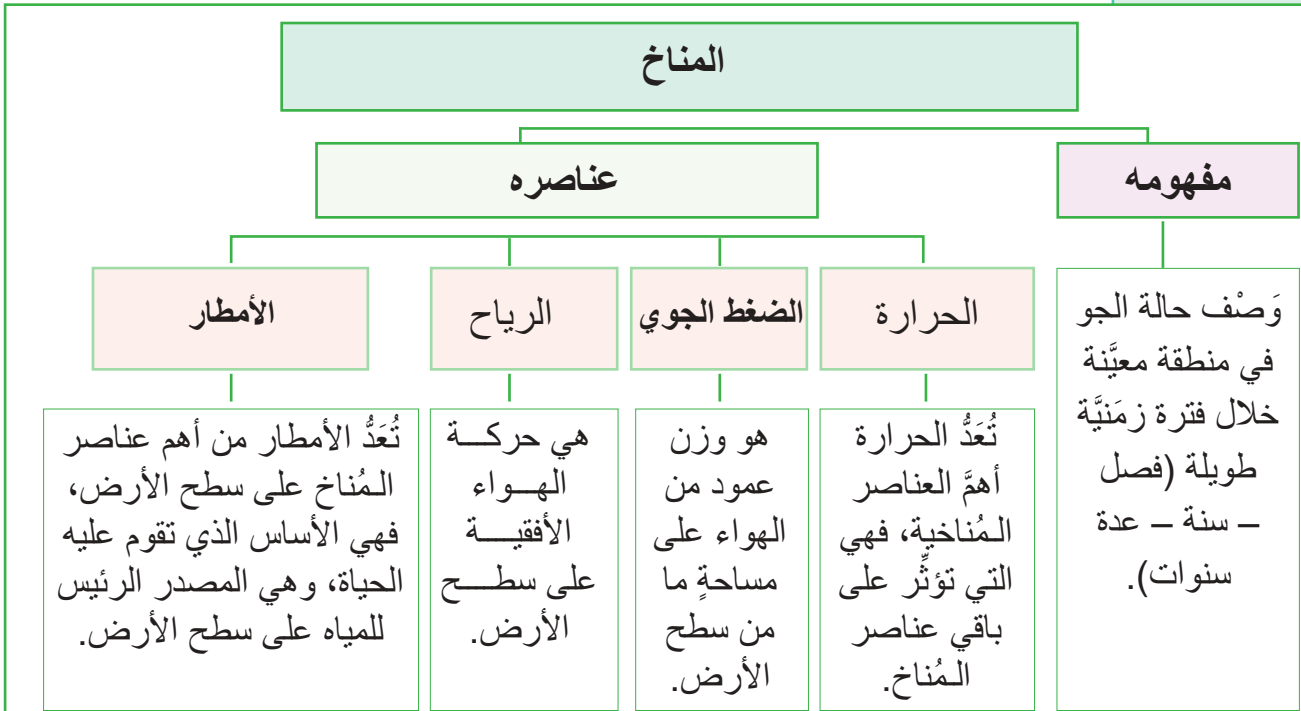 المناخ
مفهومه
عناصره
وَصْف حالة الجو
في منطقة معيَّنة
خلال فترة زمَنيَّة
طويلة (فصل
– سنة – عدة
سنوات).
الحرارة
الضغط الجوي
الرياح
الأمطار
تُعَدُّ الحرارة
أهمَّ العناصر
المُناخية، فهي
التي تؤثِّر على
باقي عناصر
المُناخ.
هو وزن
عمود من
الهواء على
مساحةٍ ما
من سطح
الأرض.
هي حركة
الهواء
الأفقية
على سطح
الأرض.
تُعَدُّ الأمطار من أهم عناصر
المُناخ على سطح الأرض،
فهي الأساس الذي تقوم عليه
الحياة، وهي المصدر الرئيس
للمياه على سطح الأرض.